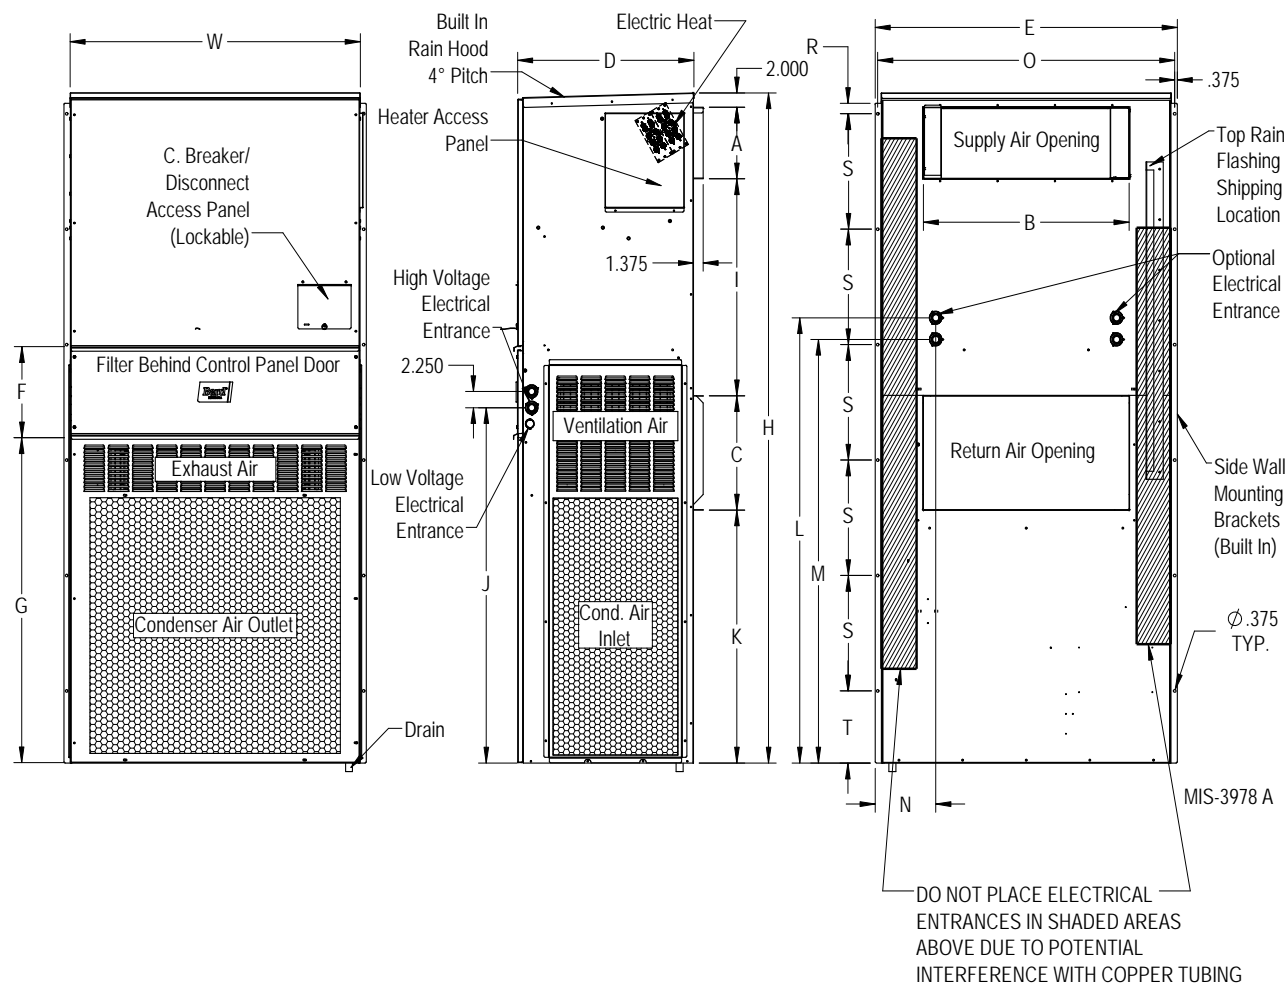 W
C. Breaker/
Disconnect
Access Panel
(Lockable)
F
Filter Behind Control Panel Door
Bard
Exhaust Air
G
Condenser Air Outlet
Drain
Built In
Rain Hood
4° Pitch
Electric Heat
D
2.000
Heater Access
Panel
A
1.375
I
High Voltage
Electrical
Entrance
2.250
H
Ventilation Air
C
Low Voltage
Electrical
Entrance
J
Cond. Air
Inlet
K
E
R
O
.375
Supply Air Opening
Top Rain
Flashing
Shipping
Location
S
B
S
Optional
Electrical
Entrance
S
Return Air Opening
Side Wall
Mounting
Brackets
(Built In)
L
S
M
S
Ø.375
TYP.
T
N
MIS-3978 A
DO NOT PLACE ELECTRICAL
ENTRANCES IN SHADED AREAS
ABOVE DUE TO POTENTIAL
INTERFERENCE WITH COPPER TUBING